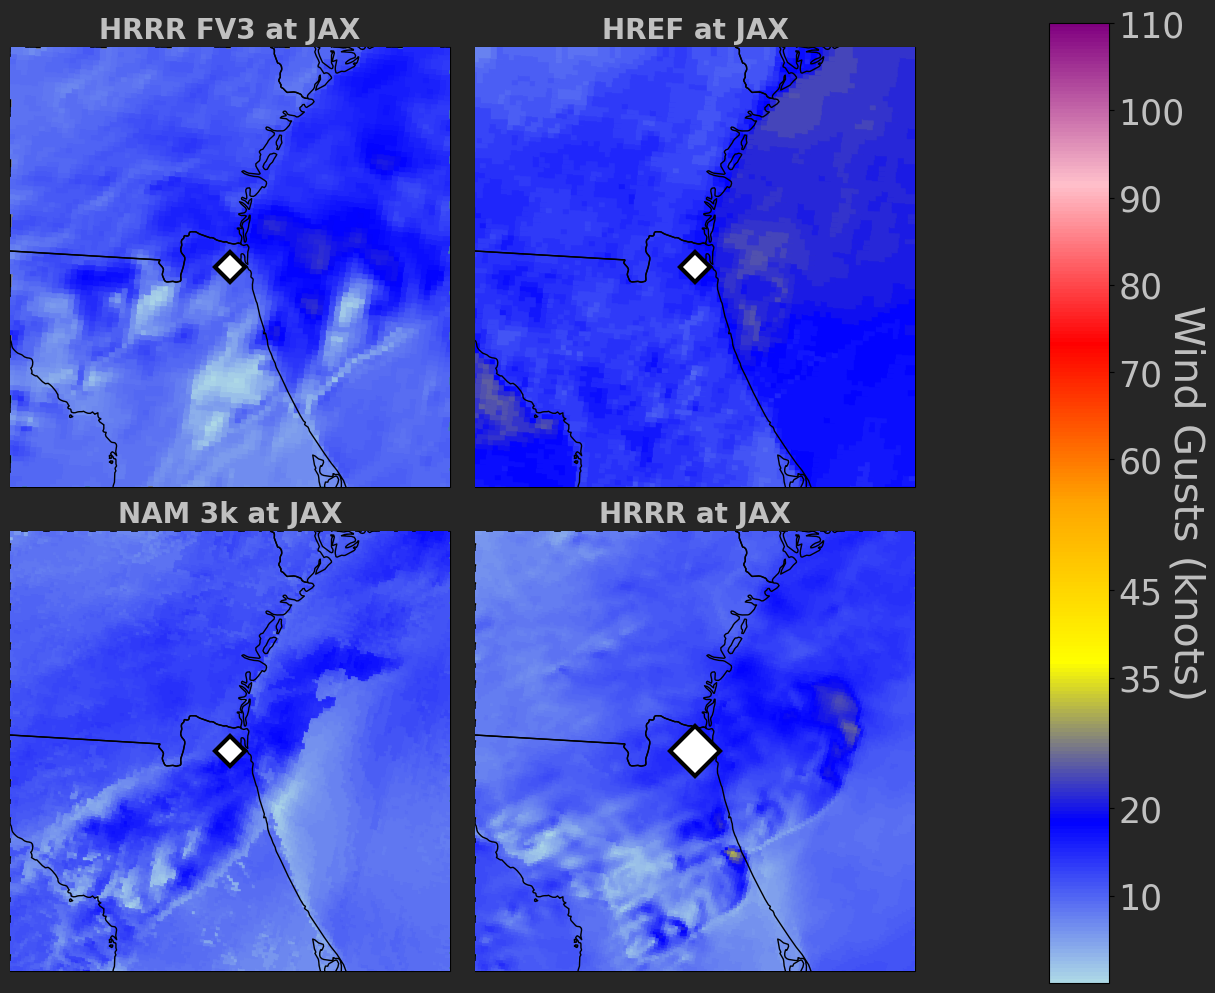 HRRR FV3 at JAX
HREF at JAX
NAM 3k at JAX
HRRR at JAX
110
100
90
80
70
60
45
35
20
10
Wind Gusts (knots)